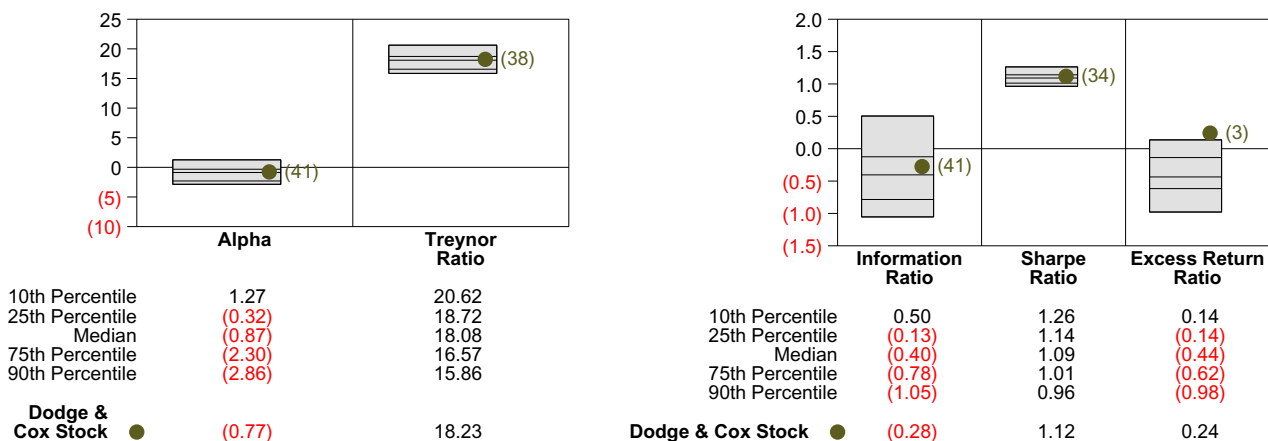 25
20
15
10
5
0
(5)
(10)
(41)
(38)
Alpha
Treynor
Ratio
10th Percentile 1.27 20.62
25th Percentile (0.32) 18.72
Median (0.87) 18.08
75th Percentile (2.30) 16.57
90th Percentile (2.86) 15.86
Dodge &
Cox Stock (0.77) 18.23
2.0
1.5
1.0
0.5
0.0
(0.5)
(1.0)
(1.5)
(41)
(34)
(3)
Information
Ratio
Sharpe
Ratio
Excess Return
Ratio
10th Percentile 0.50 1.26 0.14
25th Percentile (0.13) 1.14 (0.14)
Median (0.40) 1.09 (0.44)
75th Percentile (0.78) 1.01 (0.62)
90th Percentile (1.05) 0.96 (0.98)
Dodge & Cox Stock (0.28) 1.12 0.24